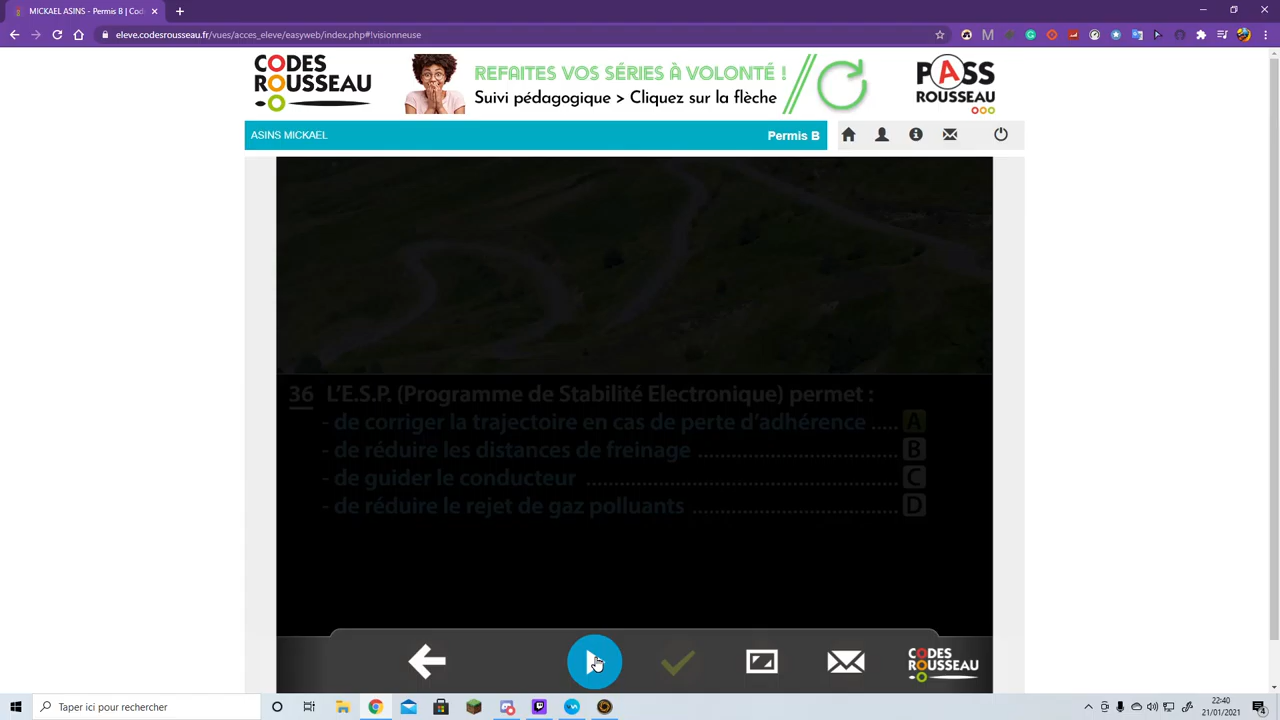 MICKAEL ASINS - Permis B | Cod
eleve.codesrousseau.fr/vues/acces_eleve/easyweb/index.php#!visionneuse
CODES
ROUSSEAU
REFAITES VOS SÉRIES À VOLONTÉ !
Suivi pédagogique > Cliquez sur la flèche
PASS
ROUSSEAU
ASINS MICKAEL
Permis B
36 L'E.S.P. (Programme de Stabilité Electronique) permet :
- de corriger la trajectoire en cas de perte d'adhérence ..... A
- de réduire les distances de freinage .................................... B
- de guider le conducteur ........................................................ C
- de réduire le rejet de gaz polluants ..................................... D
CODES
ROUSSEAU
Taper ici pour rechercher
22:40
21/01/2021
4